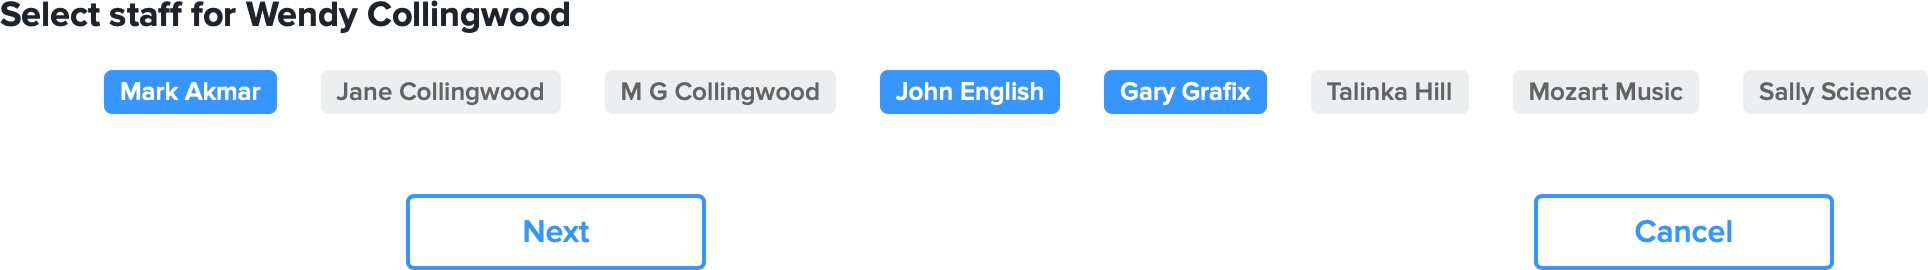 Select staff for Wendy Collingwood
Mark Akmar Jane Collingwood M G Collingwood John English Gary Grafix Talinka Hill Mozart Music Sally Science
Next Cancel